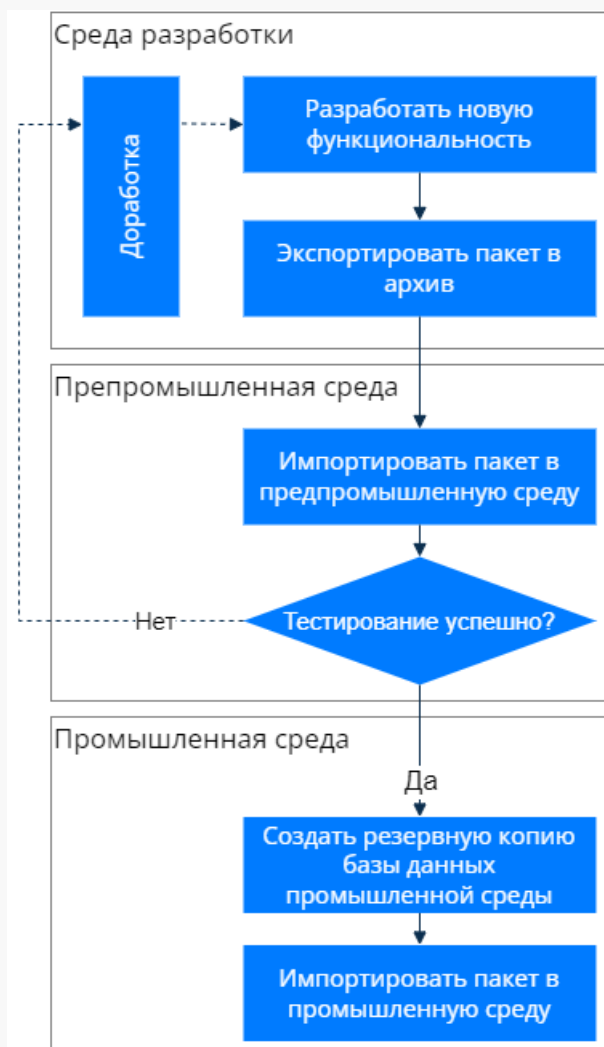 Среда разработки
Доработка
Разработать новую
функциональность
Экспортировать пакет в
архив
Препромышленная среда
Импортировать пакет в
предпромышленную среду
Тестирование успешно?
Нет
Промышленная среда
Да
Создать резервную копию
базы данных
промышленной среды
Импортировать пакет в
промышленную среду